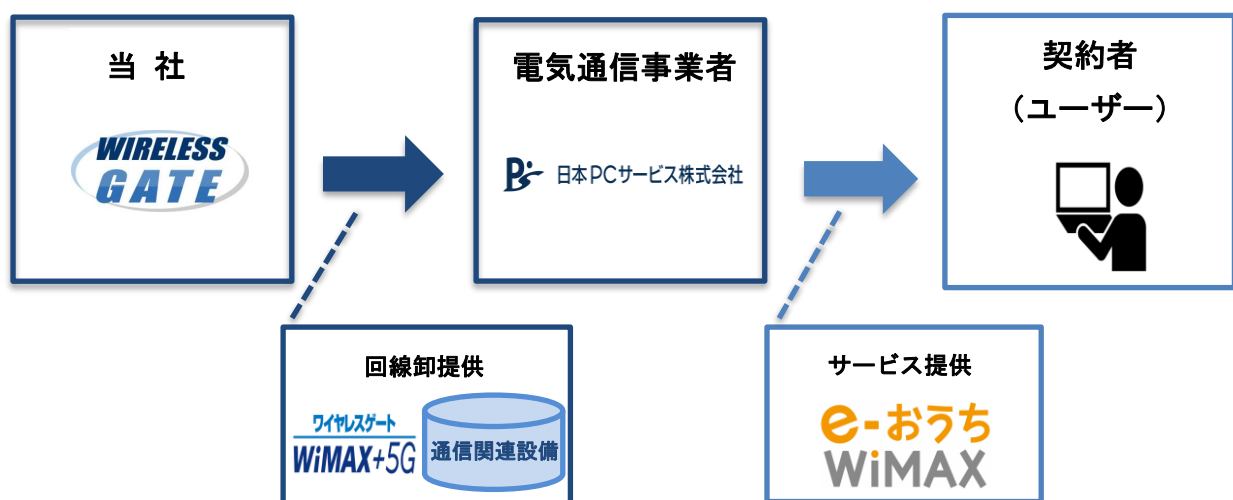 当 社
WIRELESS
GATE
電気通信事業者
日本PCサービス株式会社
契約者
（ユーザー）
回線卸提供
ワイヤレスゲート
WiMAX+5G
通信関連設備
サービス提供
e-おうち
WiMAX